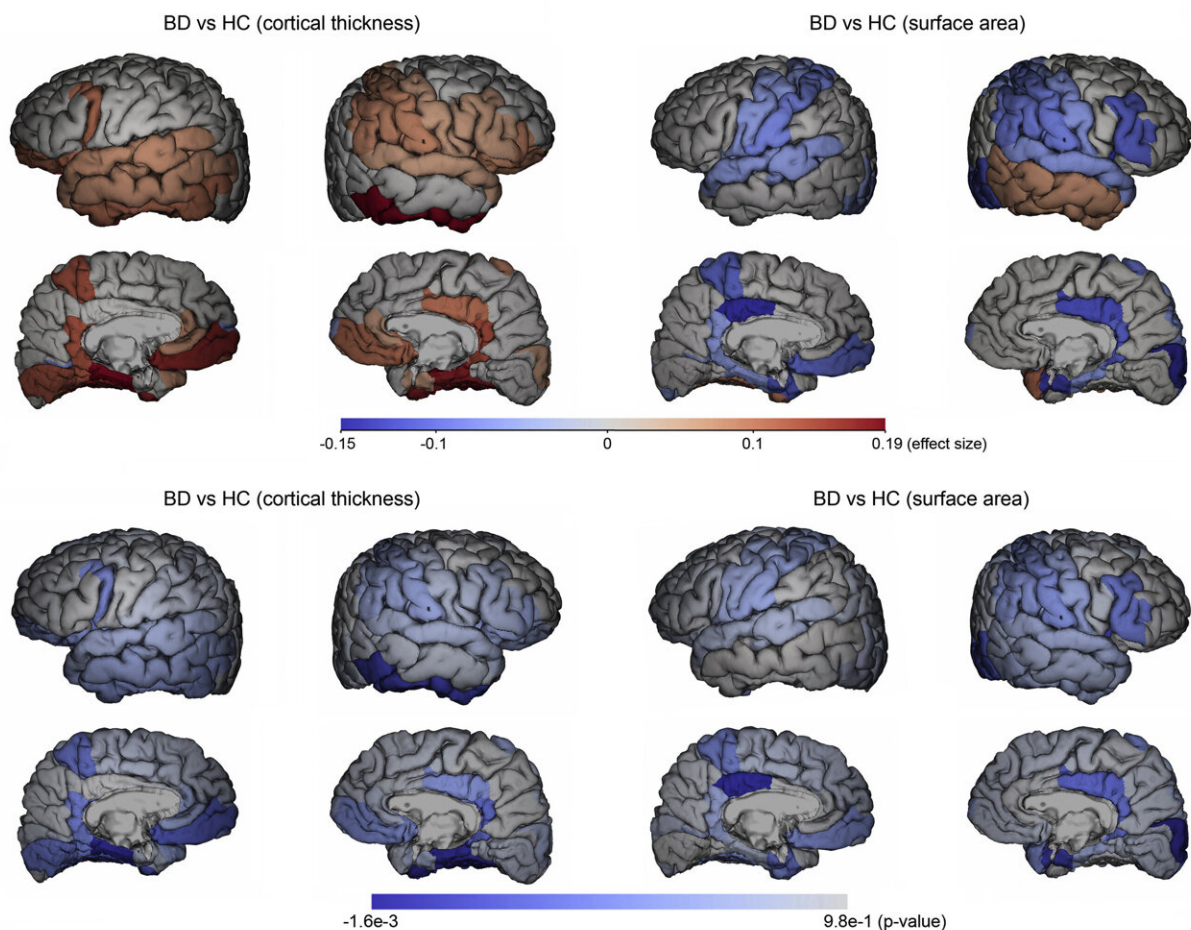 BD vs HC (cortical thickness)
BD vs HC (surface area)
-0.15 -0.1 0 0.1 0.19 (effect size)
BD vs HC (cortical thickness)
BD vs HC (surface area)
-1.6e-3 9.8e-1 (p-value)